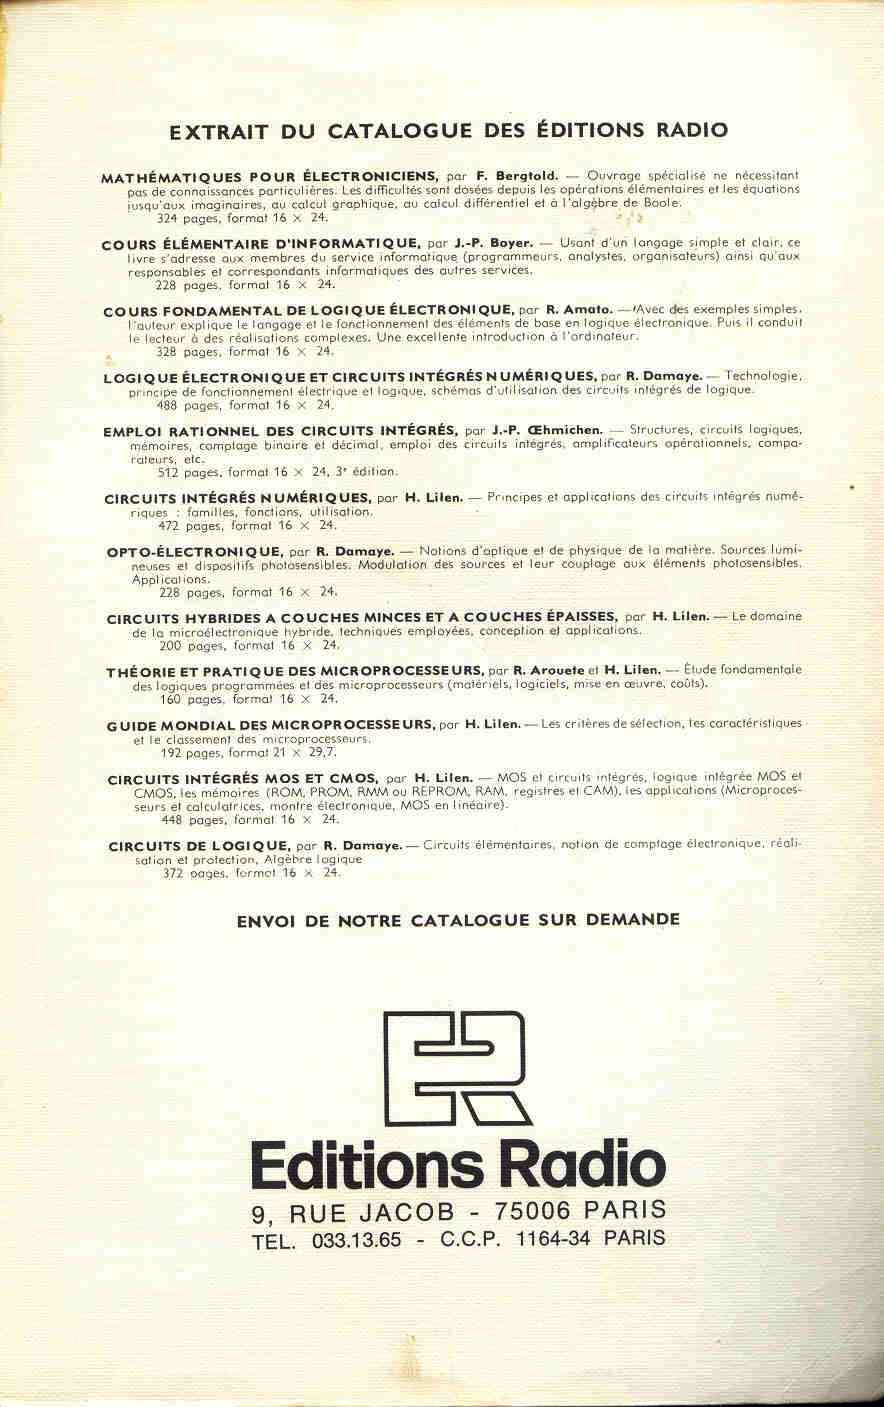 EXTRAIT DU CATALOGUE DES ÉDITIONS RADIO
MATHÉMATIQUES POUR ÉLECTRONICIENS, par F. Bergtold. — Ouvrage spécialisé ne nécessitant
pas de connaissances particulières. Les difficultés sont dosées depuis les opérations élémentaires et les équations
jusqu'aux imaginaires, au calcul graphique, au calcul différentiel et à l'algèbre de Boole.
324 pages, format 16 × 24.
COURS ÉLÉMENTAIRE D'INFORMATIQUE, par J.-P. Boyer. — Usant d'un langage simple et clair, ce
livre s'adresse aux membres du service informatique (programmeurs, analystes, organisateurs) ainsi qu'aux
responsables et correspondants informatiques des autres services.
228 pages, format 16 × 24.
COURS FONDAMENTAL DE LOGIQUE ÉLECTRONIQUE, par R. Amato. — Avec des exemples simples,
l'auteur explique le langage et le fonctionnement des éléments de base en logique électronique. Puis il conduit
le lecteur à des réalisations complexes. Une excellente introduction à l'ordinateur.
328 pages, format 16 × 24.
LOGIQUE ÉLECTRONIQUE ET CIRCUITS INTÉGRÉS NUMÉRIQUES, par R. Damaye. — Technologie,
principe de fonctionnement électrique et logique, schémas d'utilisation des circuits intégrés de logique.
488 pages, format 16 × 24.
EMPLOI RATIONNEL DES CIRCUITS INTÉGRÉS, par J.-P. Œhmichen. — Structures, circuits logiques,
mémoires, comptage binaire et décimal, emploi des circuits intégrés, amplificateurs opérationnels, compa-
rateurs, etc.
512 pages, format 16 × 24, 3e édition.
CIRCUITS INTÉGRÉS NUMÉRIQUES, par H. Lilen. — Principes et applications des circuits intégrés numé-
riques : familles, fonctions, utilisation.
472 pages, format 16 × 24.
OPTO-ÉLECTRONIQUE, par R. Damaye. — Notions d'optique et de physique de la matière. Sources lumi-
neuses et dispositifs photosensibles. Modulation des sources et leur couplage aux éléments photosensibles.
Applications.
228 pages, format 16 × 24.
CIRCUITS HYBRIDES A COUCHES MINCES ET A COUCHES ÉPAISSES, par H. Lilen. — Le domaine
de la microélectronique hybride, techniques employées, conception et applications.
200 pages, format 16 × 24.
THÉORIE ET PRATIQUE DES MICROPROCESSEURS, par R. Arouete et H. Lilen. — Étude fondamentale
des logiques programmées et des microprocesseurs (matériels, logiciels, mise en œuvre, coûts).
160 pages, format 16 × 24.
GUIDE MONDIAL DES MICROPROCESSEURS, par H. Lilen. — Les critères de sélection, les caractéristiques
et le classement des microprocesseurs.
192 pages, format 21 × 29,7.
CIRCUITS INTÉGRÉS MOS ET CMOS, par H. Lilen. — MOS et circuits intégrés, logique intégrée MOS et
CMOS, les mémoires (ROM, PROM, RMM ou REPROM, RAM, registres et CAM), les applications (Microproces-
seurs et calculatrices, montre électronique, MOS en linéaire).
448 pages, format 16 × 24.
CIRCUITS DE LOGIQUE, par R. Damaye. — Circuits élémentaires, notion de comptage électronique, réali-
sation et protection, Algèbre logique
372 pages, format 16 × 24.
ENVOI DE NOTRE CATALOGUE SUR DEMANDE
ER
Editions Radio
9, RUE JACOB - 75006 PARIS
TEL. 033.13.65 - C.C.P. 1164-34 PARIS